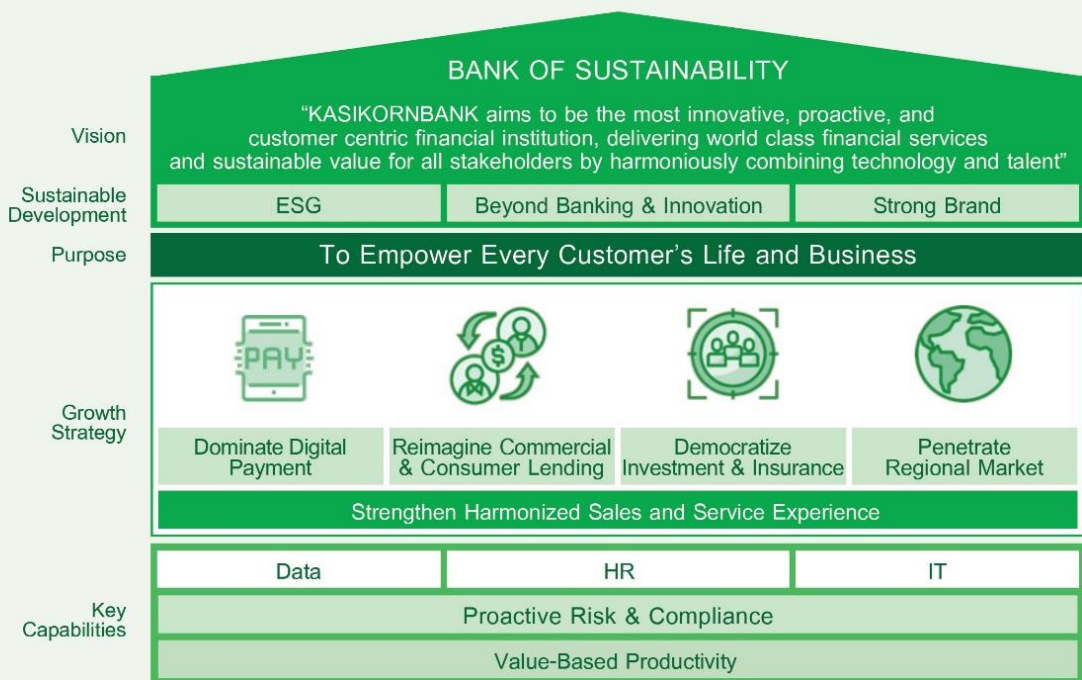 BANK OF SUSTAINABILITY
Vision
“KASIKORNBANK aims to be the most innovative, proactive, and
customer centric financial institution, delivering world class financial services
and sustainable value for all stakeholders by harmoniously combining technology and talent”
Sustainable
Development
ESG
Beyond Banking & Innovation
Strong Brand
Purpose
To Empower Every Customer’s Life and Business
Growth
Strategy
PAY
$
Dominate Digital
Payment
Reimagine Commercial
& Consumer Lending
Democratize
Investment & Insurance
Penetrate
Regional Market
Strengthen Harmonized Sales and Service Experience
Key
Capabilities
Data
HR
IT
Proactive Risk & Compliance
Value-Based Productivity